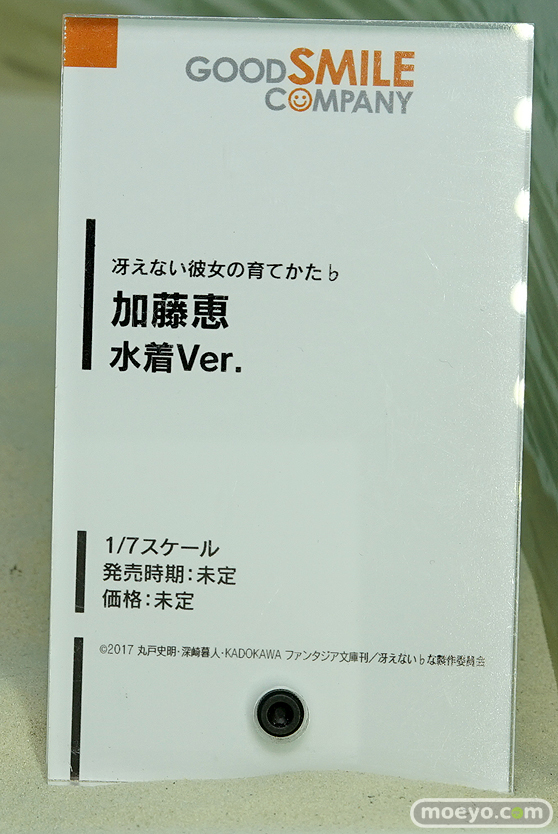 GOODSMILE
COMPANY
冴えない彼女の育てかた♭
加藤恵
水着Ver.
1/7スケール
発売時期：未定
価格：未定
©2017 丸戸史明・深崎暮人・KADOKAWA ファンタジア文庫刊／冴えない♭な製作委員会
moeyo.com